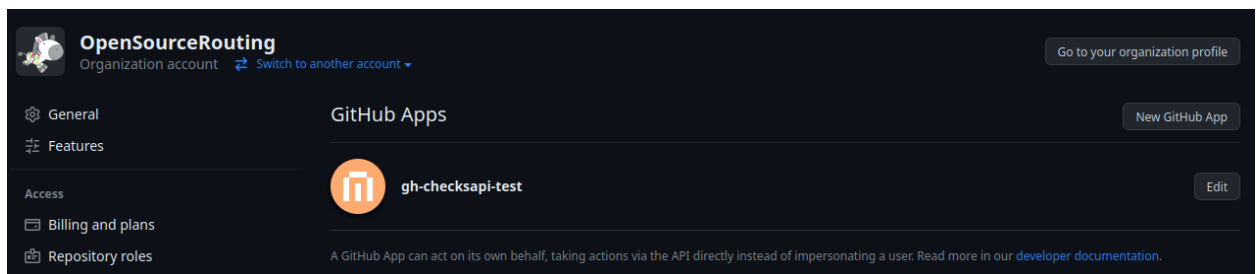 OpenSourceRouting
Organization account Switch to another account
Go to your organization profile
General
Features
Access
Billing and plans
Repository roles
GitHub Apps
New GitHub App
gh-checksapi-test
Edit
A GitHub App can act on its own behalf, taking actions via the API directly instead of impersonating a user. Read more in our developer documentation.